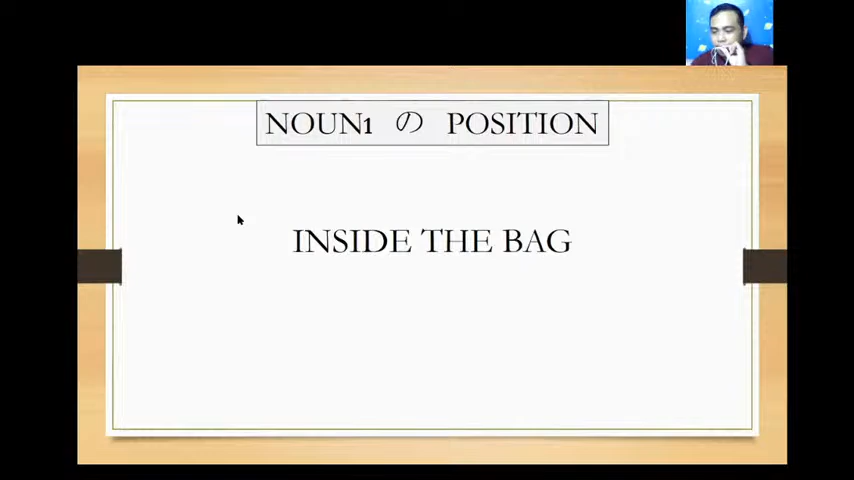 NOUN1 の POSITION
INSIDE THE BAG